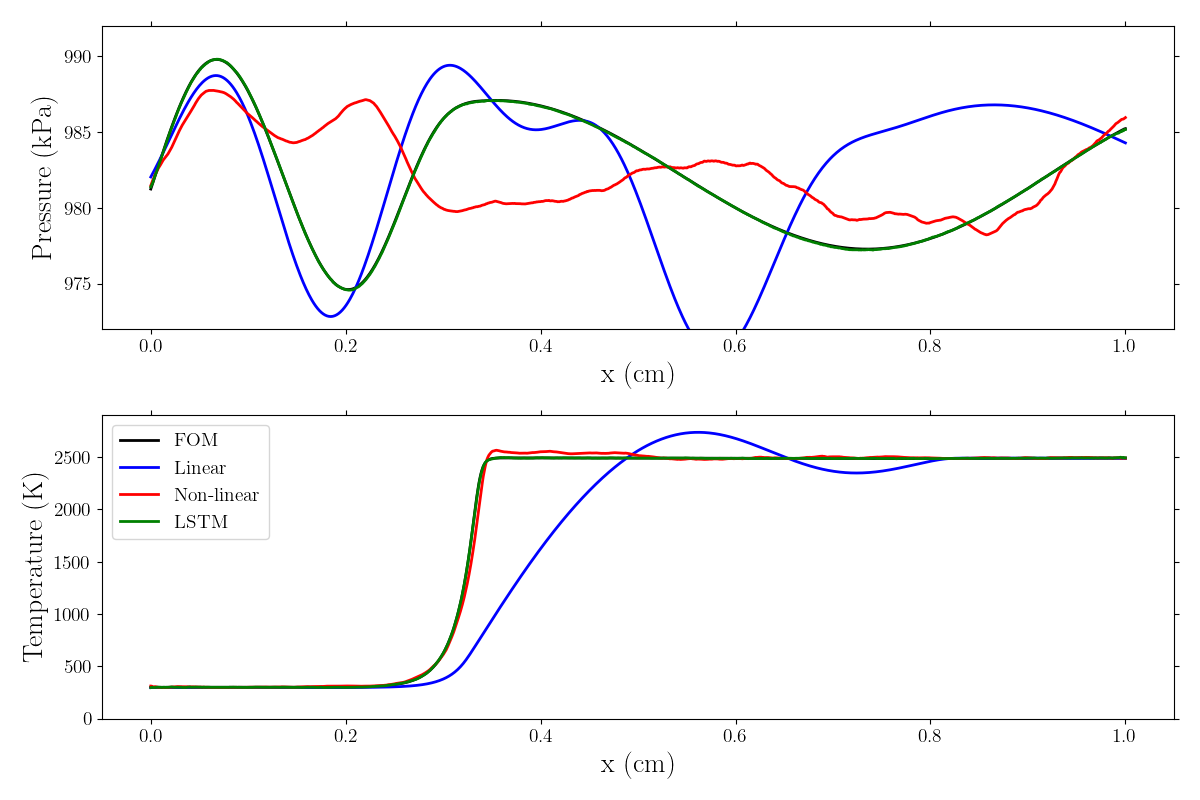 990
985
980
975
Pressure (kPa)
0.0 0.2 0.4 0.6 0.8 1.0
x (cm)
FOM
Linear
Non-linear
LSTM
2500
2000
1500
1000
500
0
Temperature (K)
0.0 0.2 0.4 0.6 0.8 1.0
x (cm)